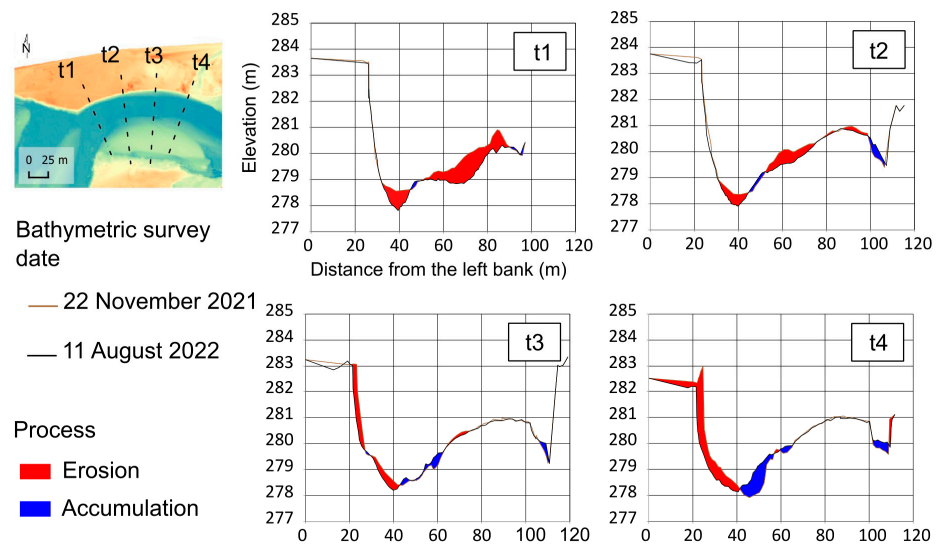 N
t1
t2
t3
t4
0 25 m
Bathymetric survey
date
22 November 2021
11 August 2022
Process
Erosion
Accumulation
t1
285
284
283
282
281
280
279
278
277
Elevation (m)
0 20 40 60 80 100 120
Distance from the left bank (m)
t2
285
284
283
282
281
280
279
278
277
0 20 40 60 80 100 120
t3
285
284
283
282
281
280
279
278
277
0 20 40 60 80 100 120
t4
285
284
283
282
281
280
279
278
277
0 20 40 60 80 100 120